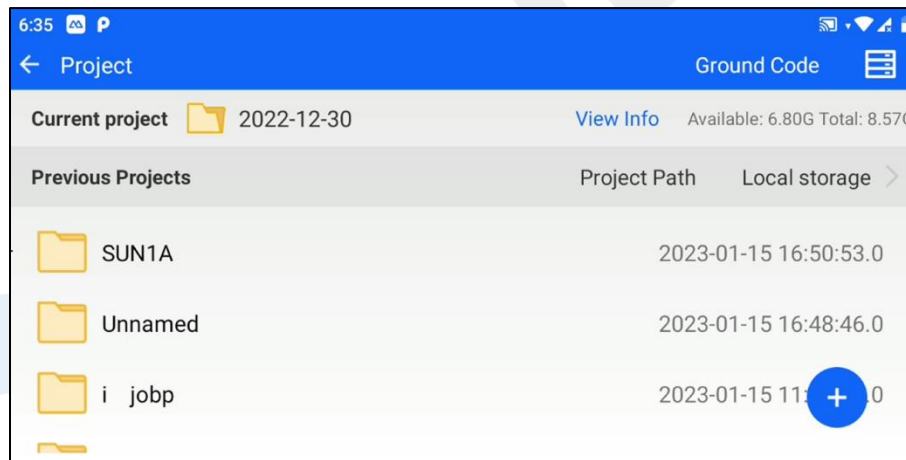 6:35
Project Ground Code
Current project 2022-12-30 View Info Available: 6.80G Total: 8.57
Previous Projects Project Path Local storage
SUN1A 2023-01-15 16:50:53.0
Unnamed 2023-01-15 16:48:46.0
i jobp 2023-01-15 11: .0